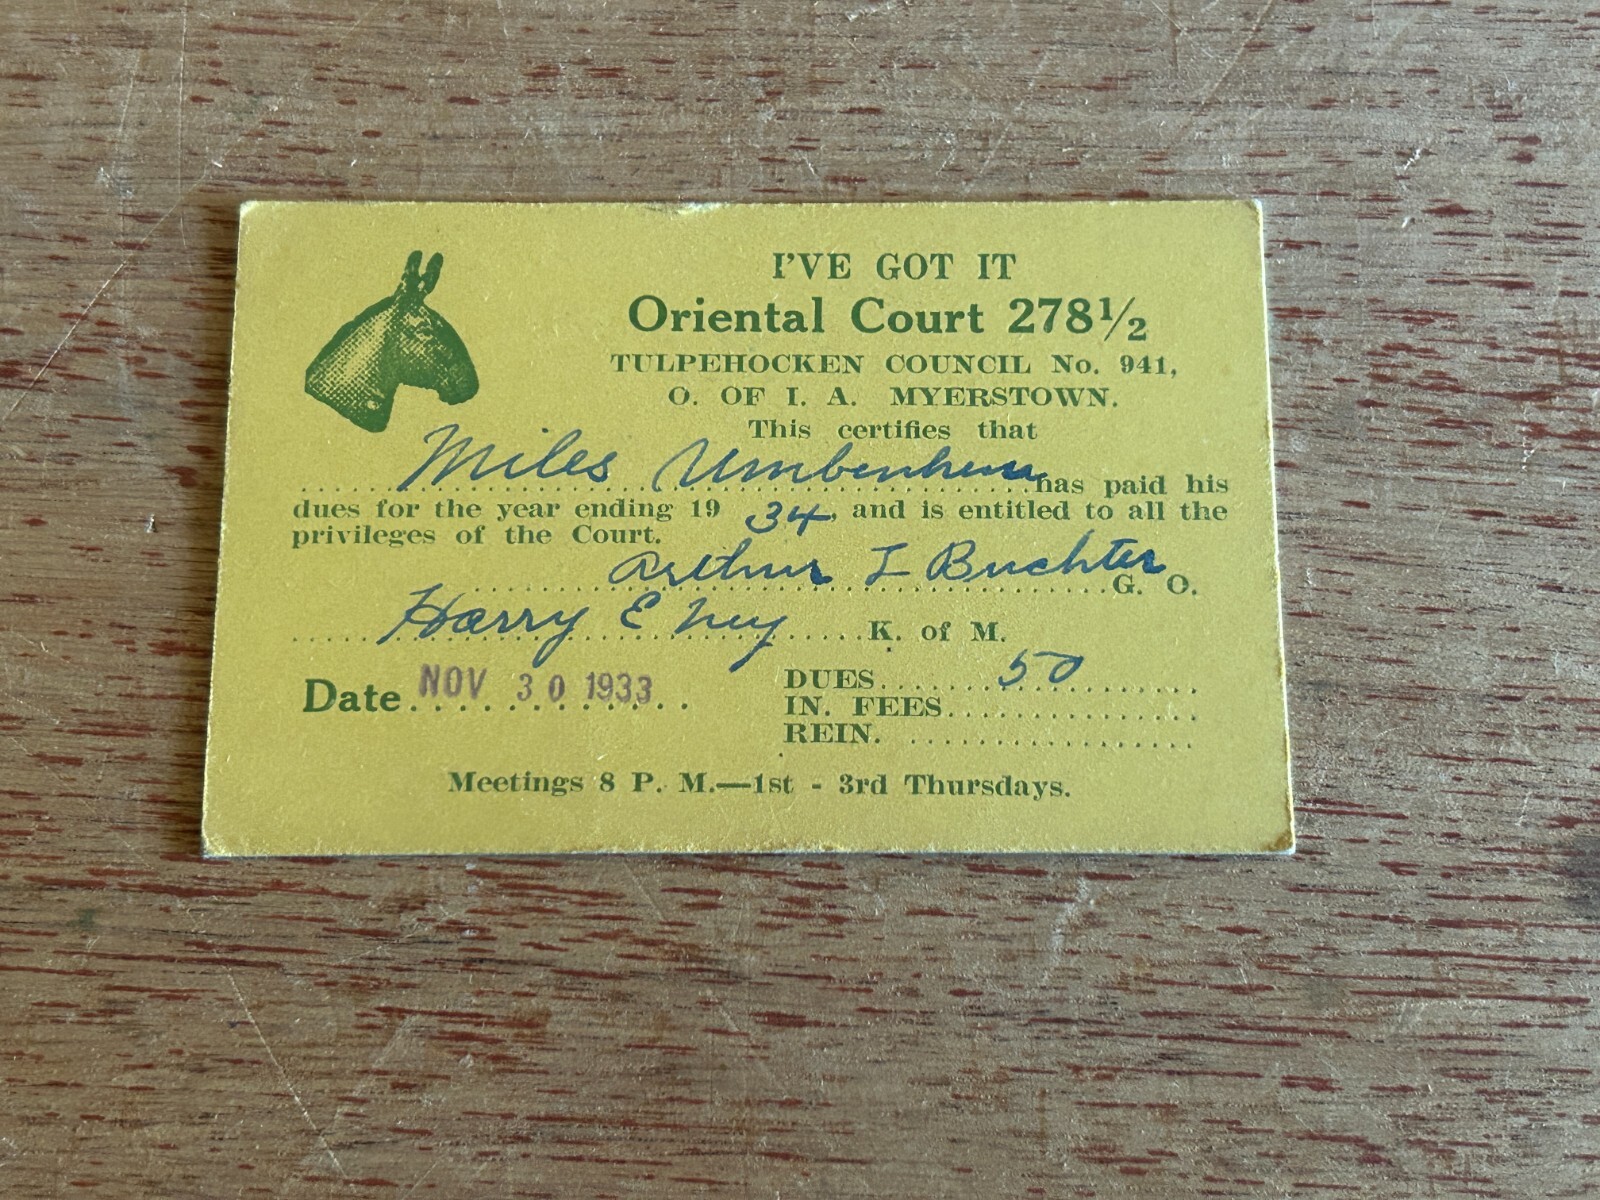 I'VE GOT IT
Oriental Court 278½
TULPEHOCKEN COUNCIL No. 941,
O. OF I. A. MYERSTOWN.
This certifies that
Miles Umbenhen has paid his
dues for the year ending 19 34, and is entitled to all the
privileges of the Court.
Arthur I Buchter G. O.
Harry E Ney K. of M.
Date NOV 30 1933
DUES 50
IN. FEES
REIN.
Meetings 8 P. M.—1st - 3rd Thursdays.